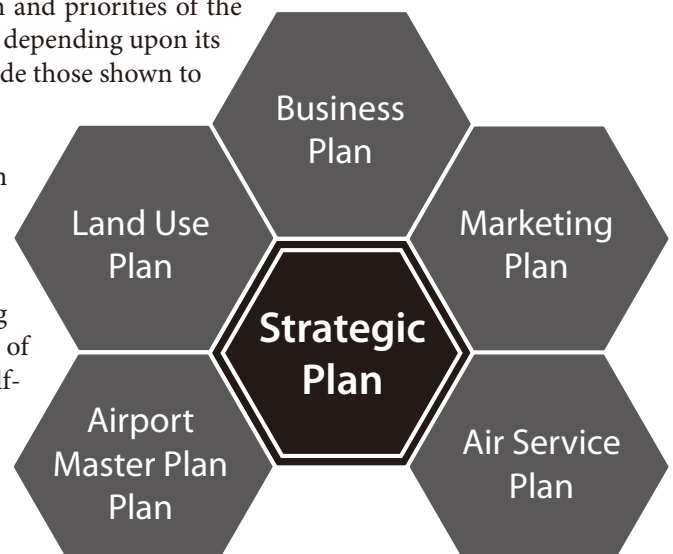 n and priorities of the
depending upon its
de those shown to
n
g
of
lf-
Business
Plan
Land Use
Plan
Marketing
Plan
Strategic
Plan
Airport
Master Plan
Plan
Air Service
Plan